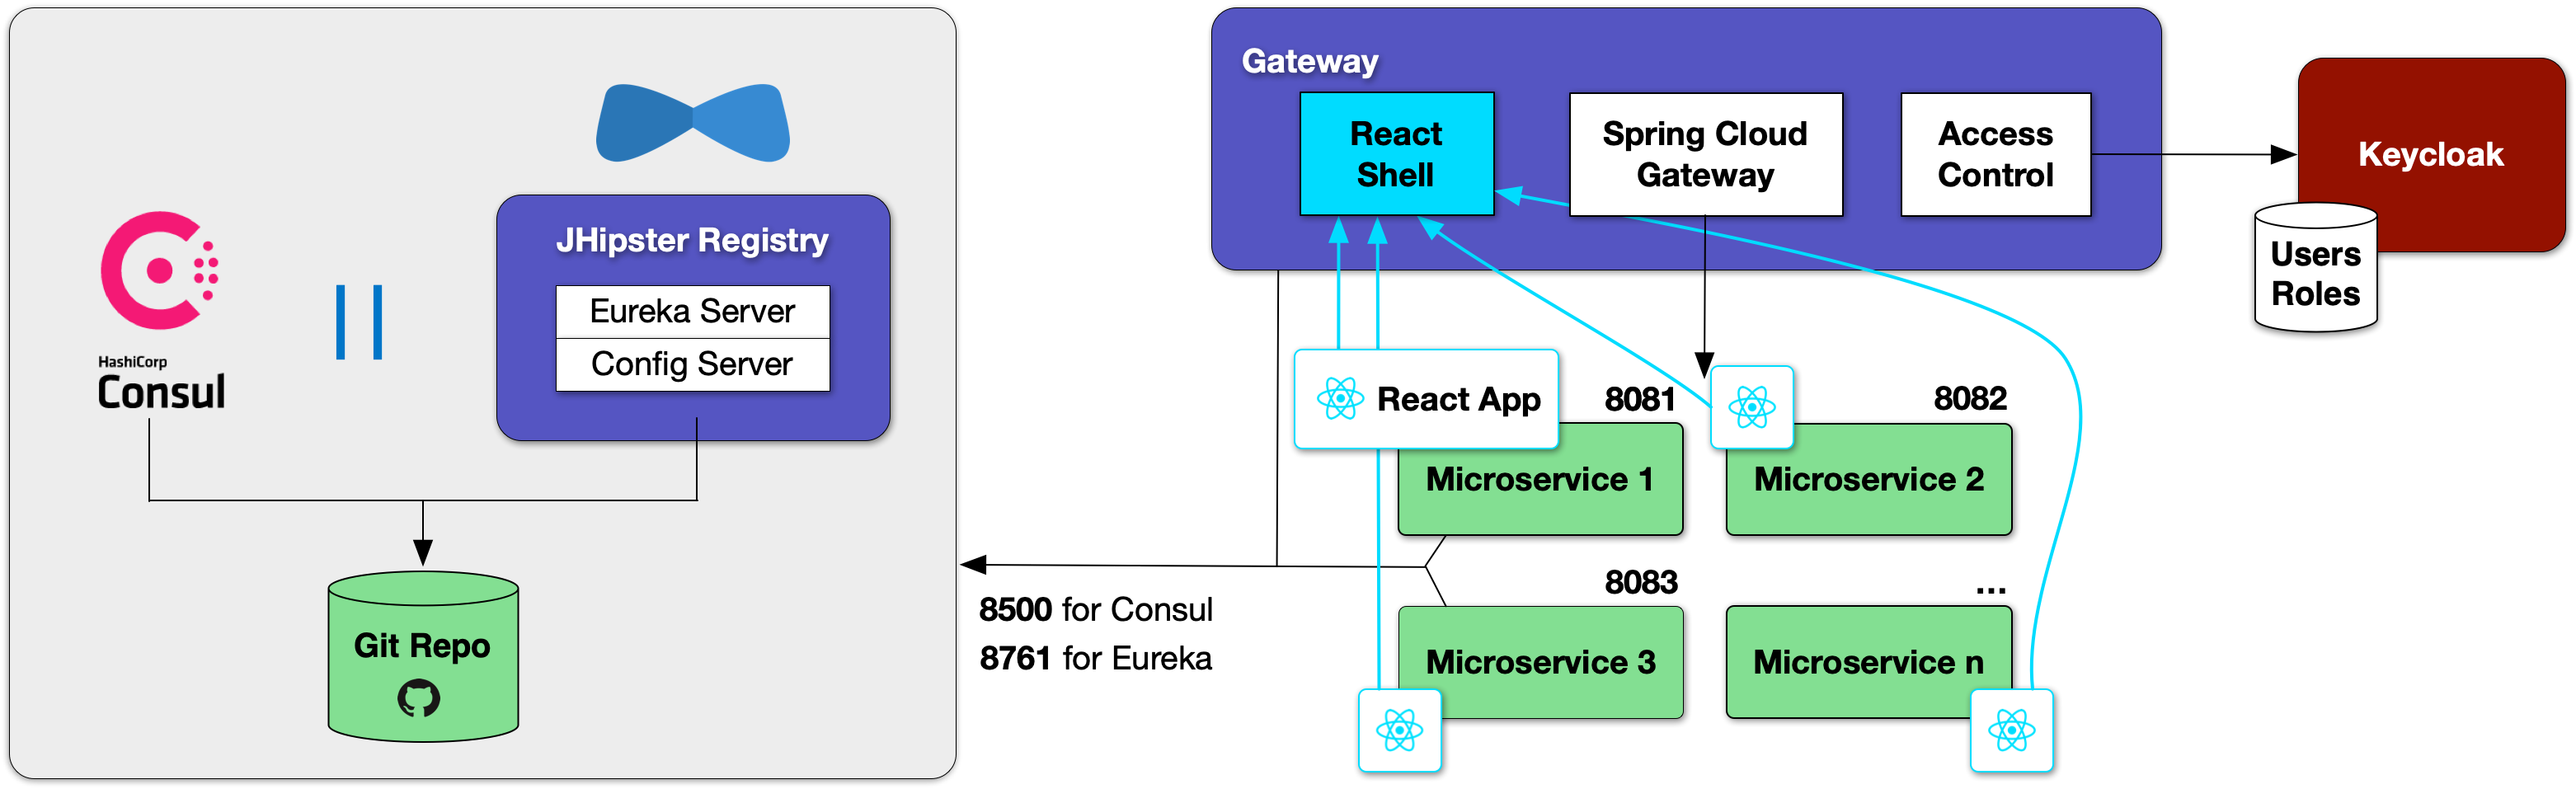 HashiCorp
Consul
||
JHipster Registry
Eureka Server
Config Server
Git Repo
8500 for Consul
8761 for Eureka
Gateway
React
Shell
Spring Cloud
Gateway
Access
Control
Keycloak
Users
Roles
React App
8081
Microservice 1
8082
Microservice 2
8083
Microservice 3
...
Microservice n